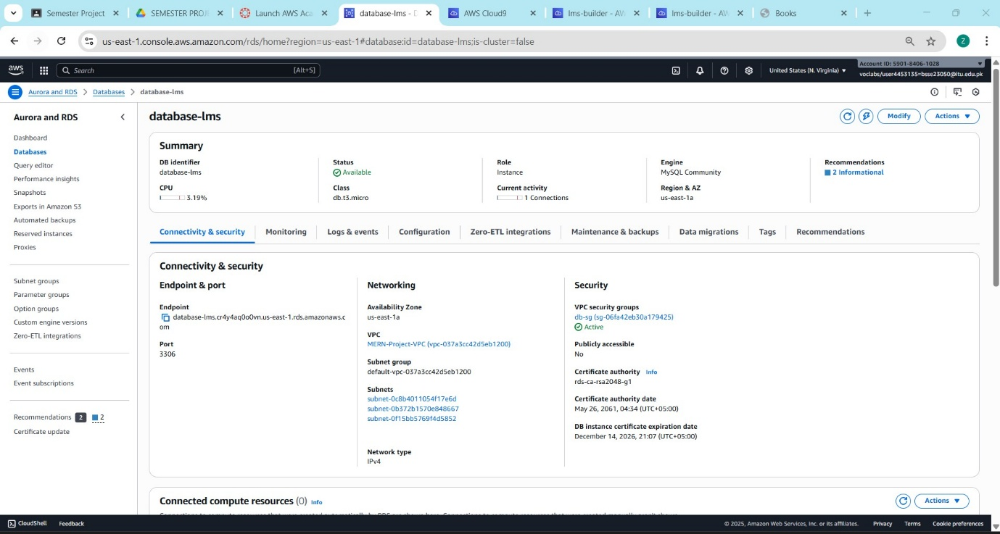 Semester Project
SEMESTER PROJ
Launch AWS Aca
database-lms - D
AWS Cloud9
lms-builder - AW
lms-builder - AW
Books
us-east-1.console.aws.amazon.com/rds/home?region=us-east-1#database:id=database-lms;is-cluster=false
Z
aws
Search
[Alt+S]
United States (N. Virginia)
Account ID: 5901-8406-1028
voclabs/user4453135=bsse23050@itu.edu.pk
Aurora and RDS > Databases > database-lms
Aurora and RDS
Dashboard
Databases
Query editor
Performance insights
Snapshots
Exports in Amazon S3
Automated backups
Reserved instances
Proxies
Subnet groups
Parameter groups
Option groups
Custom engine versions
Zero-ETL integrations
Events
Event subscriptions
Recommendations 2 2
Certificate update
database-lms
Modify
Actions
Summary
DB identifier
database-lms
CPU
3.19%
Status
Available
Class
db.t3.micro
Role
Instance
Current activity
1 Connections
Engine
MySQL Community
Region & AZ
us-east-1a
Recommendations
2 Informational
Connectivity & security
Monitoring
Logs & events
Configuration
Zero-ETL integrations
Maintenance & backups
Data migrations
Tags
Recommendations
Connectivity & security
Endpoint & port
Endpoint
database-lms.cr4y4aq0o0vn.us-east-1.rds.amazonaws.c
om
Port
3306
Networking
Availability Zone
us-east-1a
VPC
MERN-Project-VPC (vpc-037a3cc42d5eb1200)
Subnet group
default-vpc-037a3cc42d5eb1200
Subnets
subnet-0c8b4011054f17e6d
subnet-0b372b1570e848667
subnet-0f15bb5769f4d5852
Network type
IPv4
Security
VPC security groups
db-sg (sg-06fa42eb30a179425)
Active
Publicly accessible
No
Certificate authority Info
rds-ca-rsa2048-g1
Certificate authority date
May 26, 2061, 04:34 (UTC+05:00)
DB instance certificate expiration date
December 14, 2026, 21:07 (UTC+05:00)
Connected compute resources (0) Info
Actions
CloudShell
Feedback
© 2025, Amazon Web Services, Inc. or its affiliates.
Privacy
Terms
Cookie preferences